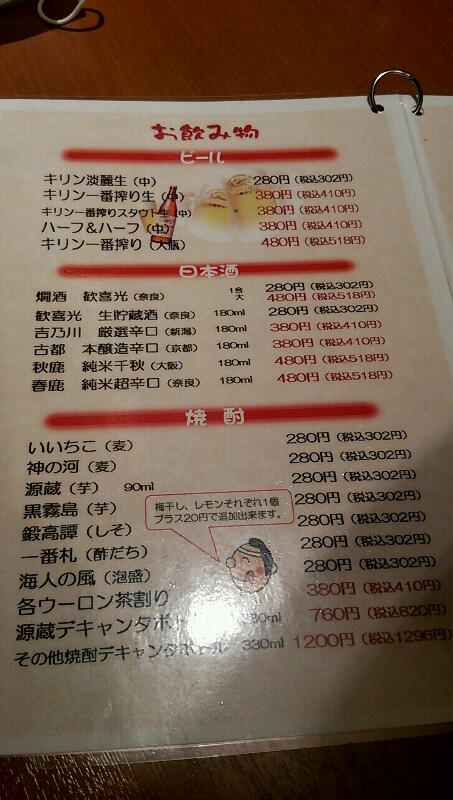 お飲み物
ビール
キリン淡麗生（中） 280円（税込302円）
キリン一番搾り生（中） 380円（税込410円）
キリン一番搾りスタウト生（中） 380円（税込410円）
ハーフ＆ハーフ（中） 380円（税込410円）
キリン一番搾り（大瓶） 480円（税込518円）
日本酒
燗酒 歓喜光（奈良） 1合 280円（税込302円）
大 480円（税込518円）
歓喜光 生貯蔵酒（奈良） 180ml 280円（税込302円）
吉乃川 厳選辛口（新潟） 180ml 380円（税込410円）
古都 本醸造辛口（京都） 180ml 380円（税込410円）
秋鹿 純米千秋（大阪） 180ml 480円（税込518円）
春鹿 純米超辛口（奈良） 180ml 480円（税込518円）
焼酎
いいちこ（麦） 280円（税込302円）
神の河（麦） 280円（税込302円）
源蔵（芋） 90ml 280円（税込302円）
黒霧島（芋） 280円（税込302円）
鍛高譚（しそ） 280円（税込302円）
一番札（酢だち） 280円（税込302円）
海人の風（泡盛） 280円（税込302円）
各ウーロン茶割り 380円（税込410円）
源蔵デキャンタボ 760円（税込820円）
その他焼酎デキャンタボトル 330ml 1200円（税込1296円）
梅干し、レモンそれぞれ1個
プラス20円で追加出来ます。